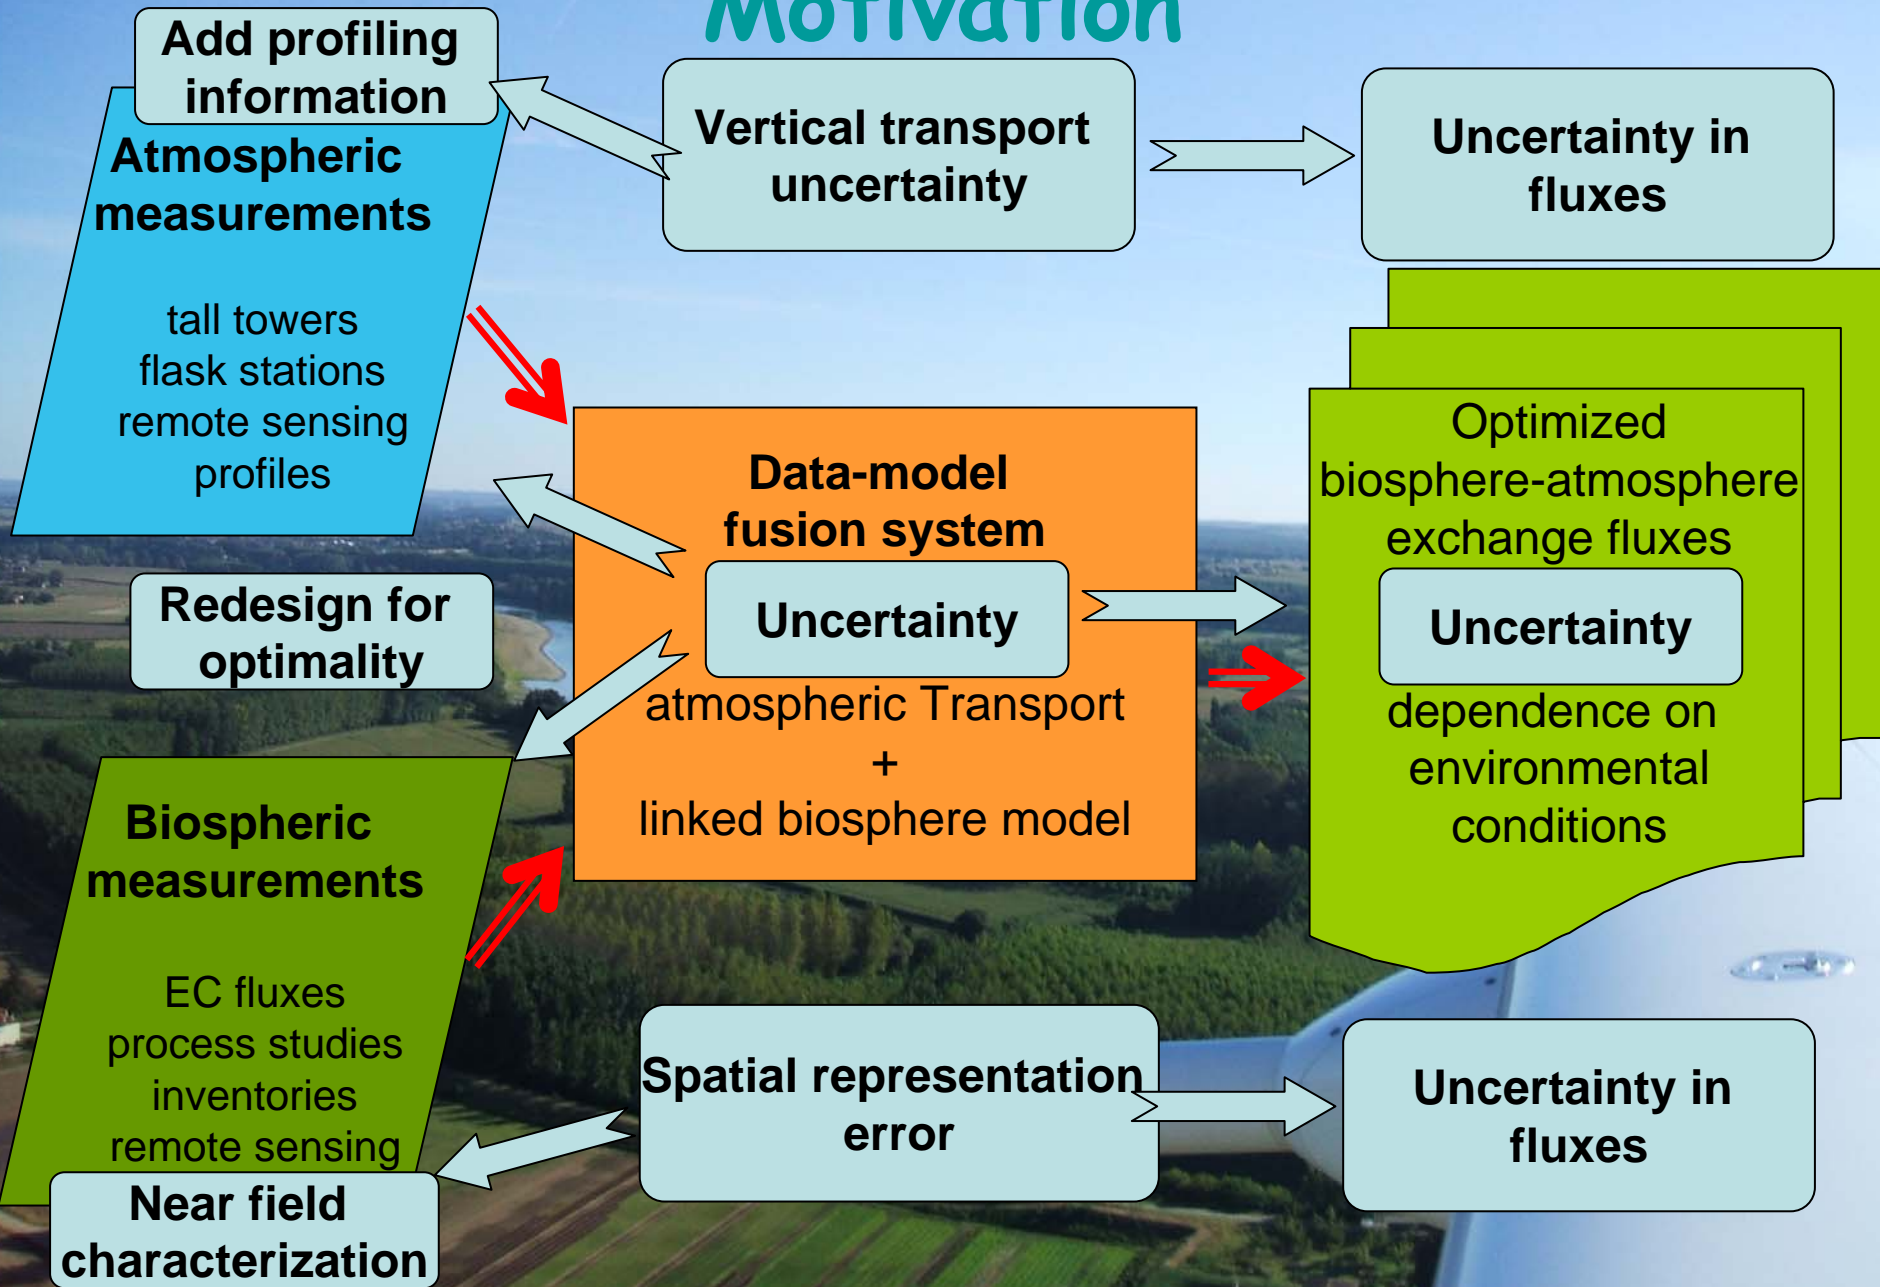 Motivation
Add profiling
information
Atmospheric
measurements
tall towers
flask stations
remote sensing
profiles
Vertical transport
uncertainty
Uncertainty in
fluxes
Redesign for
optimality
Data-model
fusion system
Uncertainty
atmospheric Transport
+
linked biosphere model
Optimized
biosphere-atmosphere
exchange fluxes
Uncertainty
dependence on
environmental
conditions
Biospheric
measurements
EC fluxes
process studies
inventories
remote sensing
Near field
characterization
Spatial representation
error
Uncertainty in
fluxes